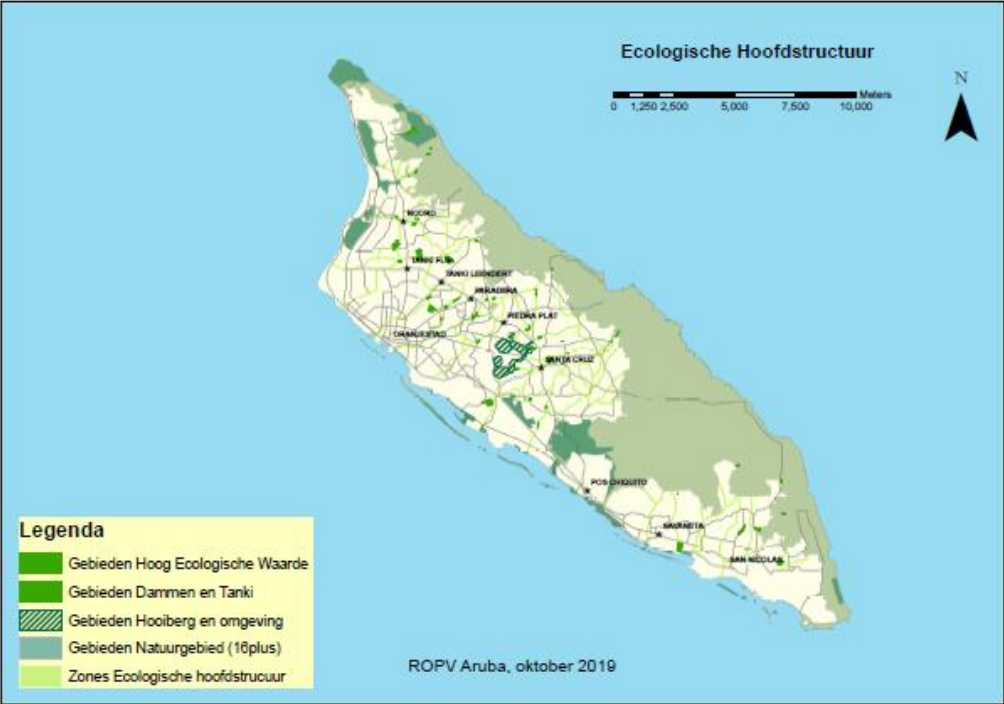 Ecologische Hoofdstructuur
N
Meters
0 1,250 2,500 5,000 7,500 10,000
NOORD
TANKI FLIP
TANKI LEENDERT
PARADERA
PIEDRA PLAT
ORANJESTAD
SANTA CRUZ
POS CHIQUITO
SAVANETA
SAN NICOLAS
Legenda
Gebieden Hoog Ecologische Waarde
Gebieden Dammen en Tanki
Gebieden Hooiberg en omgeving
Gebieden Natuurgebied (16plus)
Zones Ecologische hoofdstrucuur
ROPV Aruba, oktober 2019